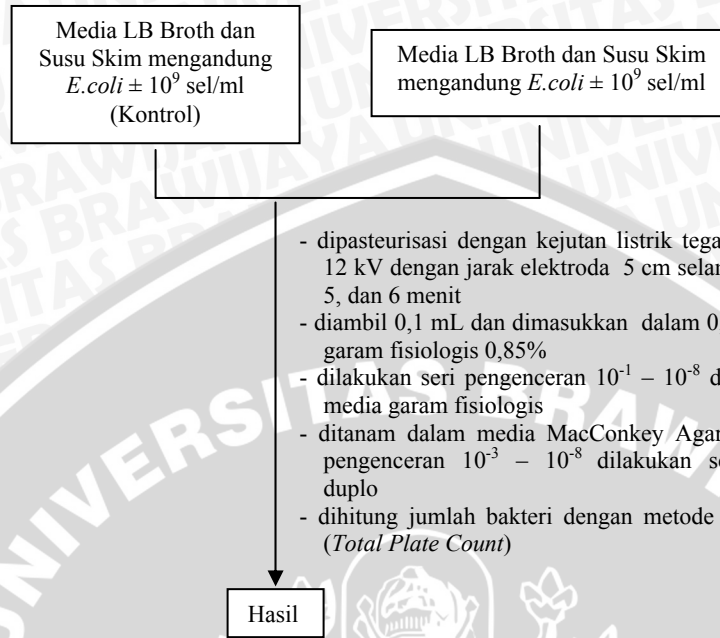 Media LB Broth dan
Susu Skim mengandung
E.coli ± 10⁹ sel/ml
(Kontrol)
Media LB Broth dan Susu Skim
mengandung E.coli ± 10⁹ sel/ml
- dipasteurisasi dengan kejutan listrik
12 kV dengan jarak elektroda 5 cm
5, dan 6 menit
- diambil 0,1 mL dan dimasukkan dalam
garam fisiologis 0,85%
- dilakukan seri pengenceran 10⁻¹ – 10⁻⁸
media garam fisiologis
- ditanam dalam media MacConkey Agar
pengenceran 10⁻³ – 10⁻⁸ dilakukan
duplo
- dihitung jumlah bakteri dengan metode
(Total Plate Count)
Hasil
UNIVERSITAS BRAW